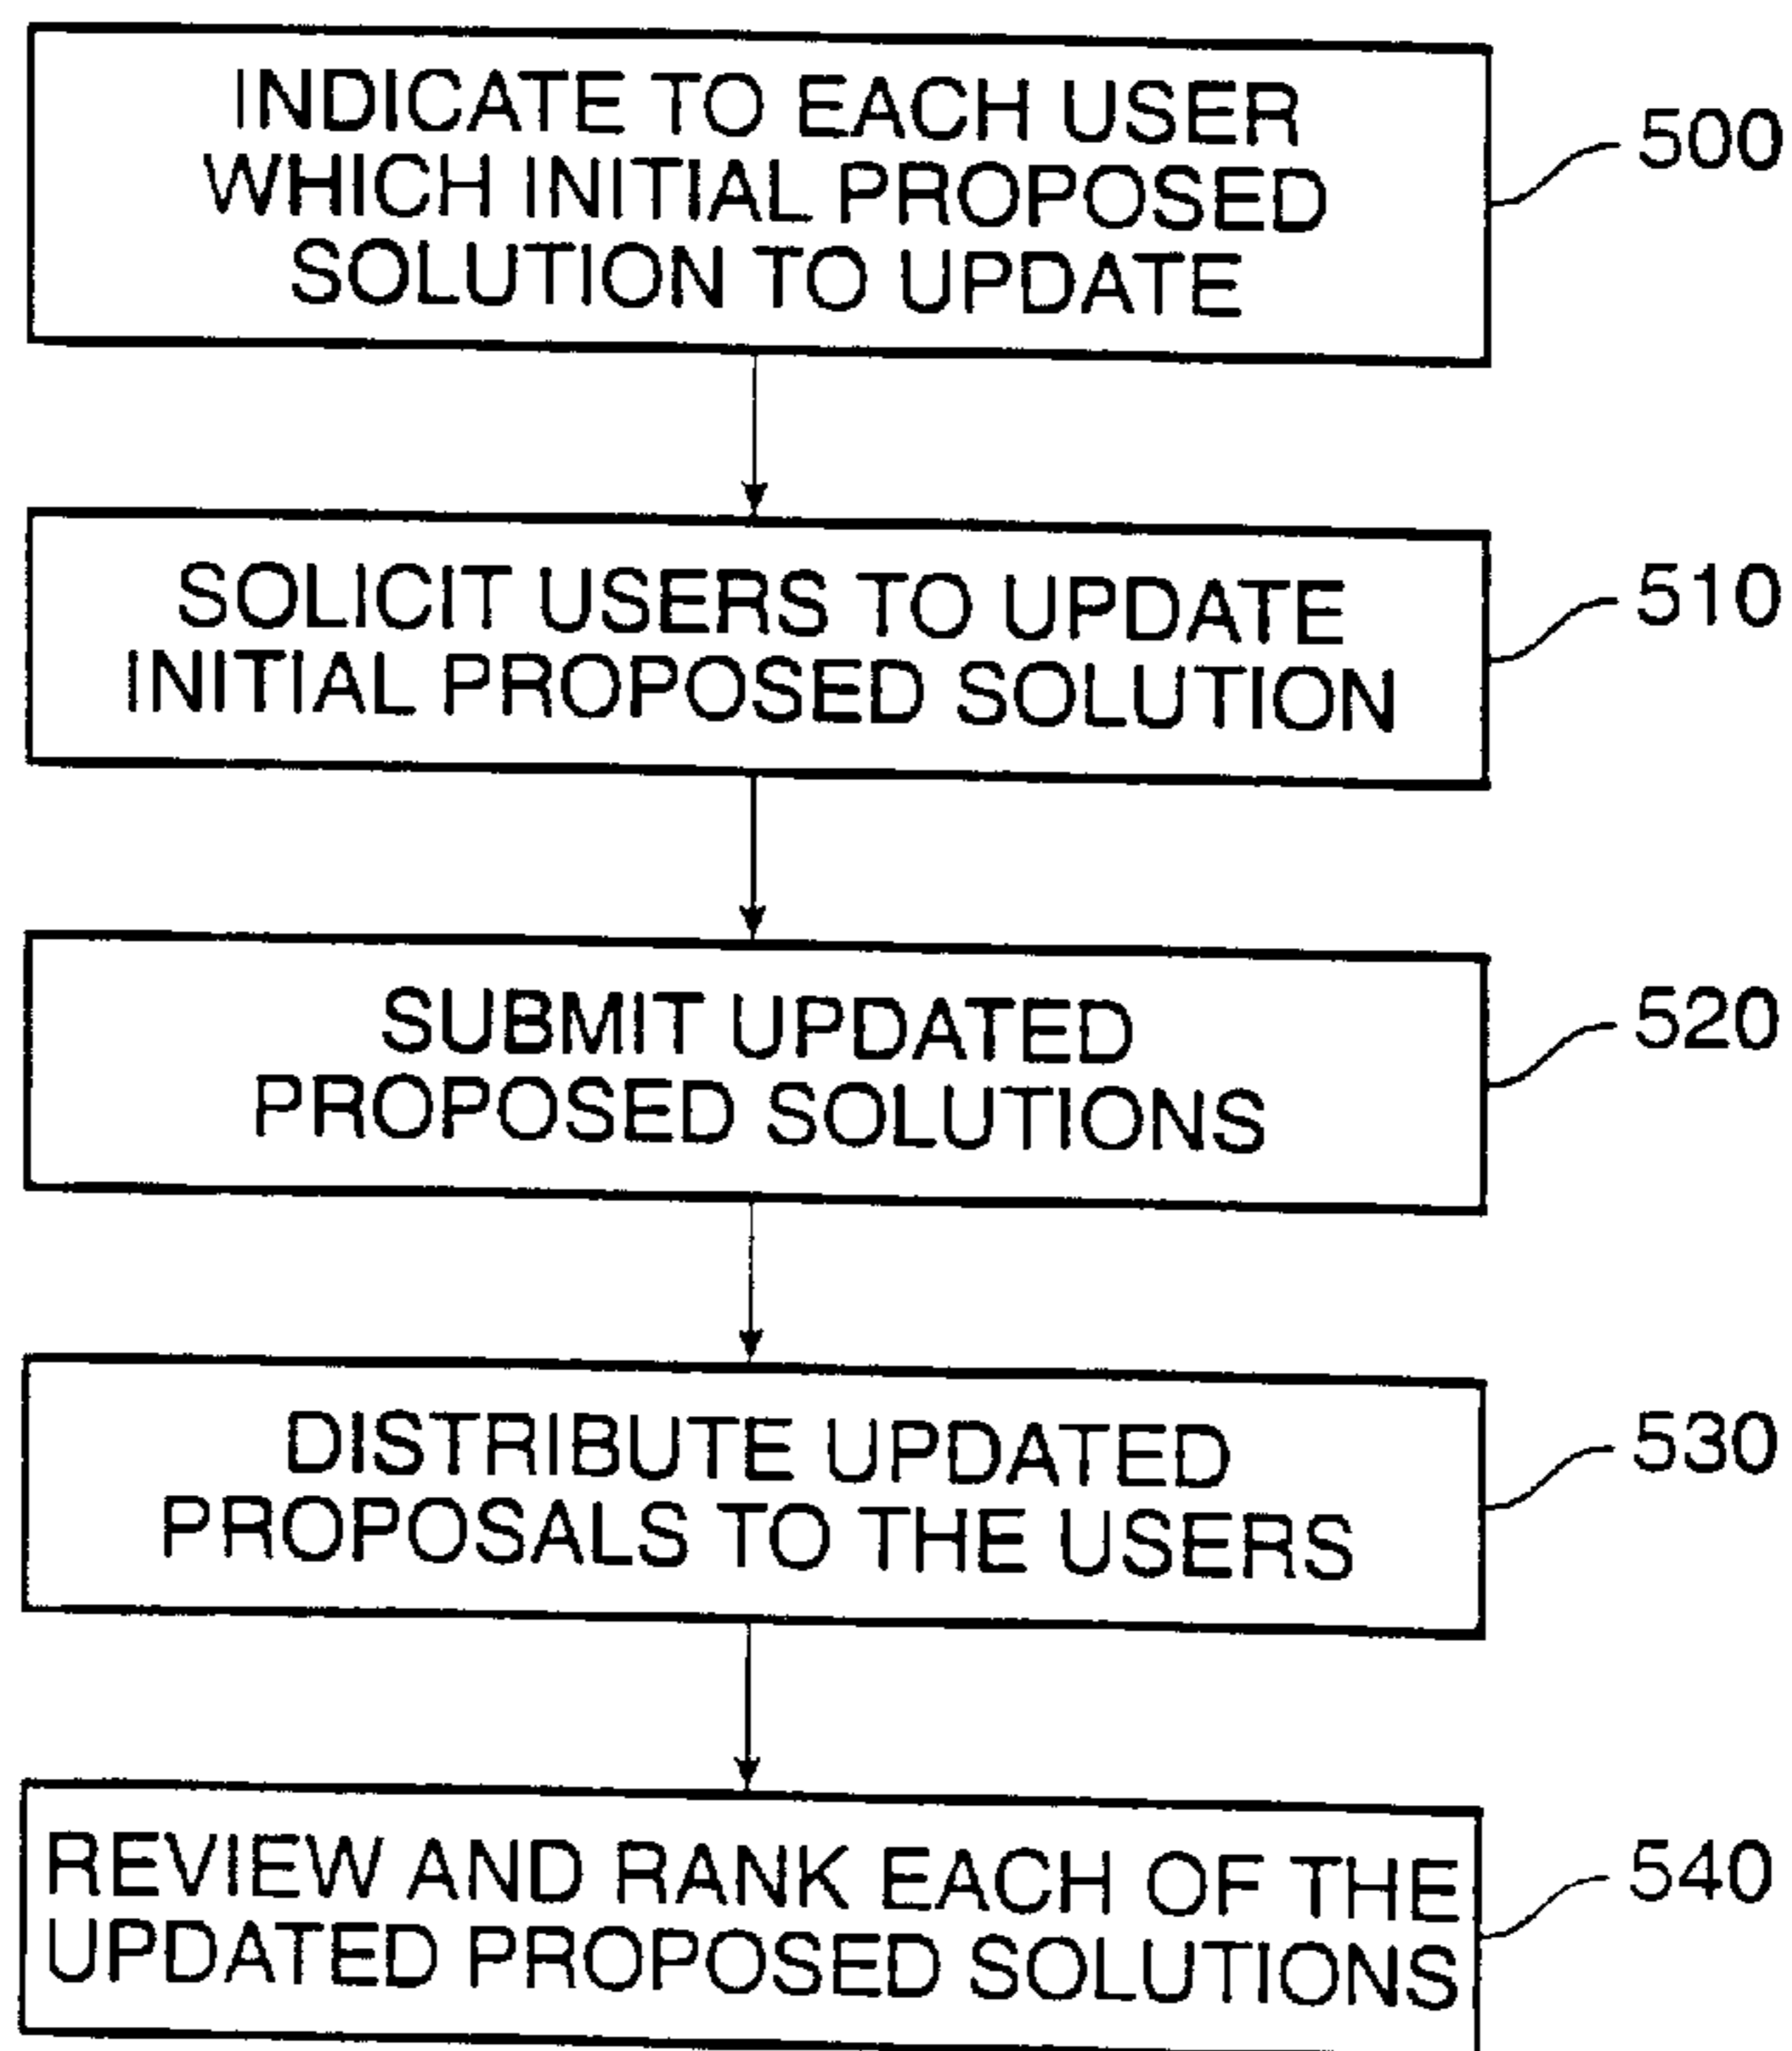 INDICATE TO EACH USER
WHICH INITIAL PROPOSED
SOLUTION TO UPDATE
500
SOLICIT USERS TO UPDATE
INITIAL PROPOSED SOLUTION
510
SUBMIT UPDATED
PROPOSED SOLUTIONS
520
DISTRIBUTE UPDATED
PROPOSALS TO THE USERS
530
REVIEW AND RANK EACH OF THE
UPDATED PROPOSED SOLUTIONS
540